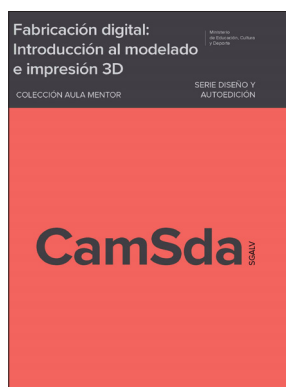 Fabricación digital:
Introducción al modelado
e impresión 3D
Ministerio
de Educación, Cultura
y Deporte
COLECCIÓN AULA MENTOR
SERIE DISEÑO Y
AUTOEDICIÓN
CamSda
SGALV